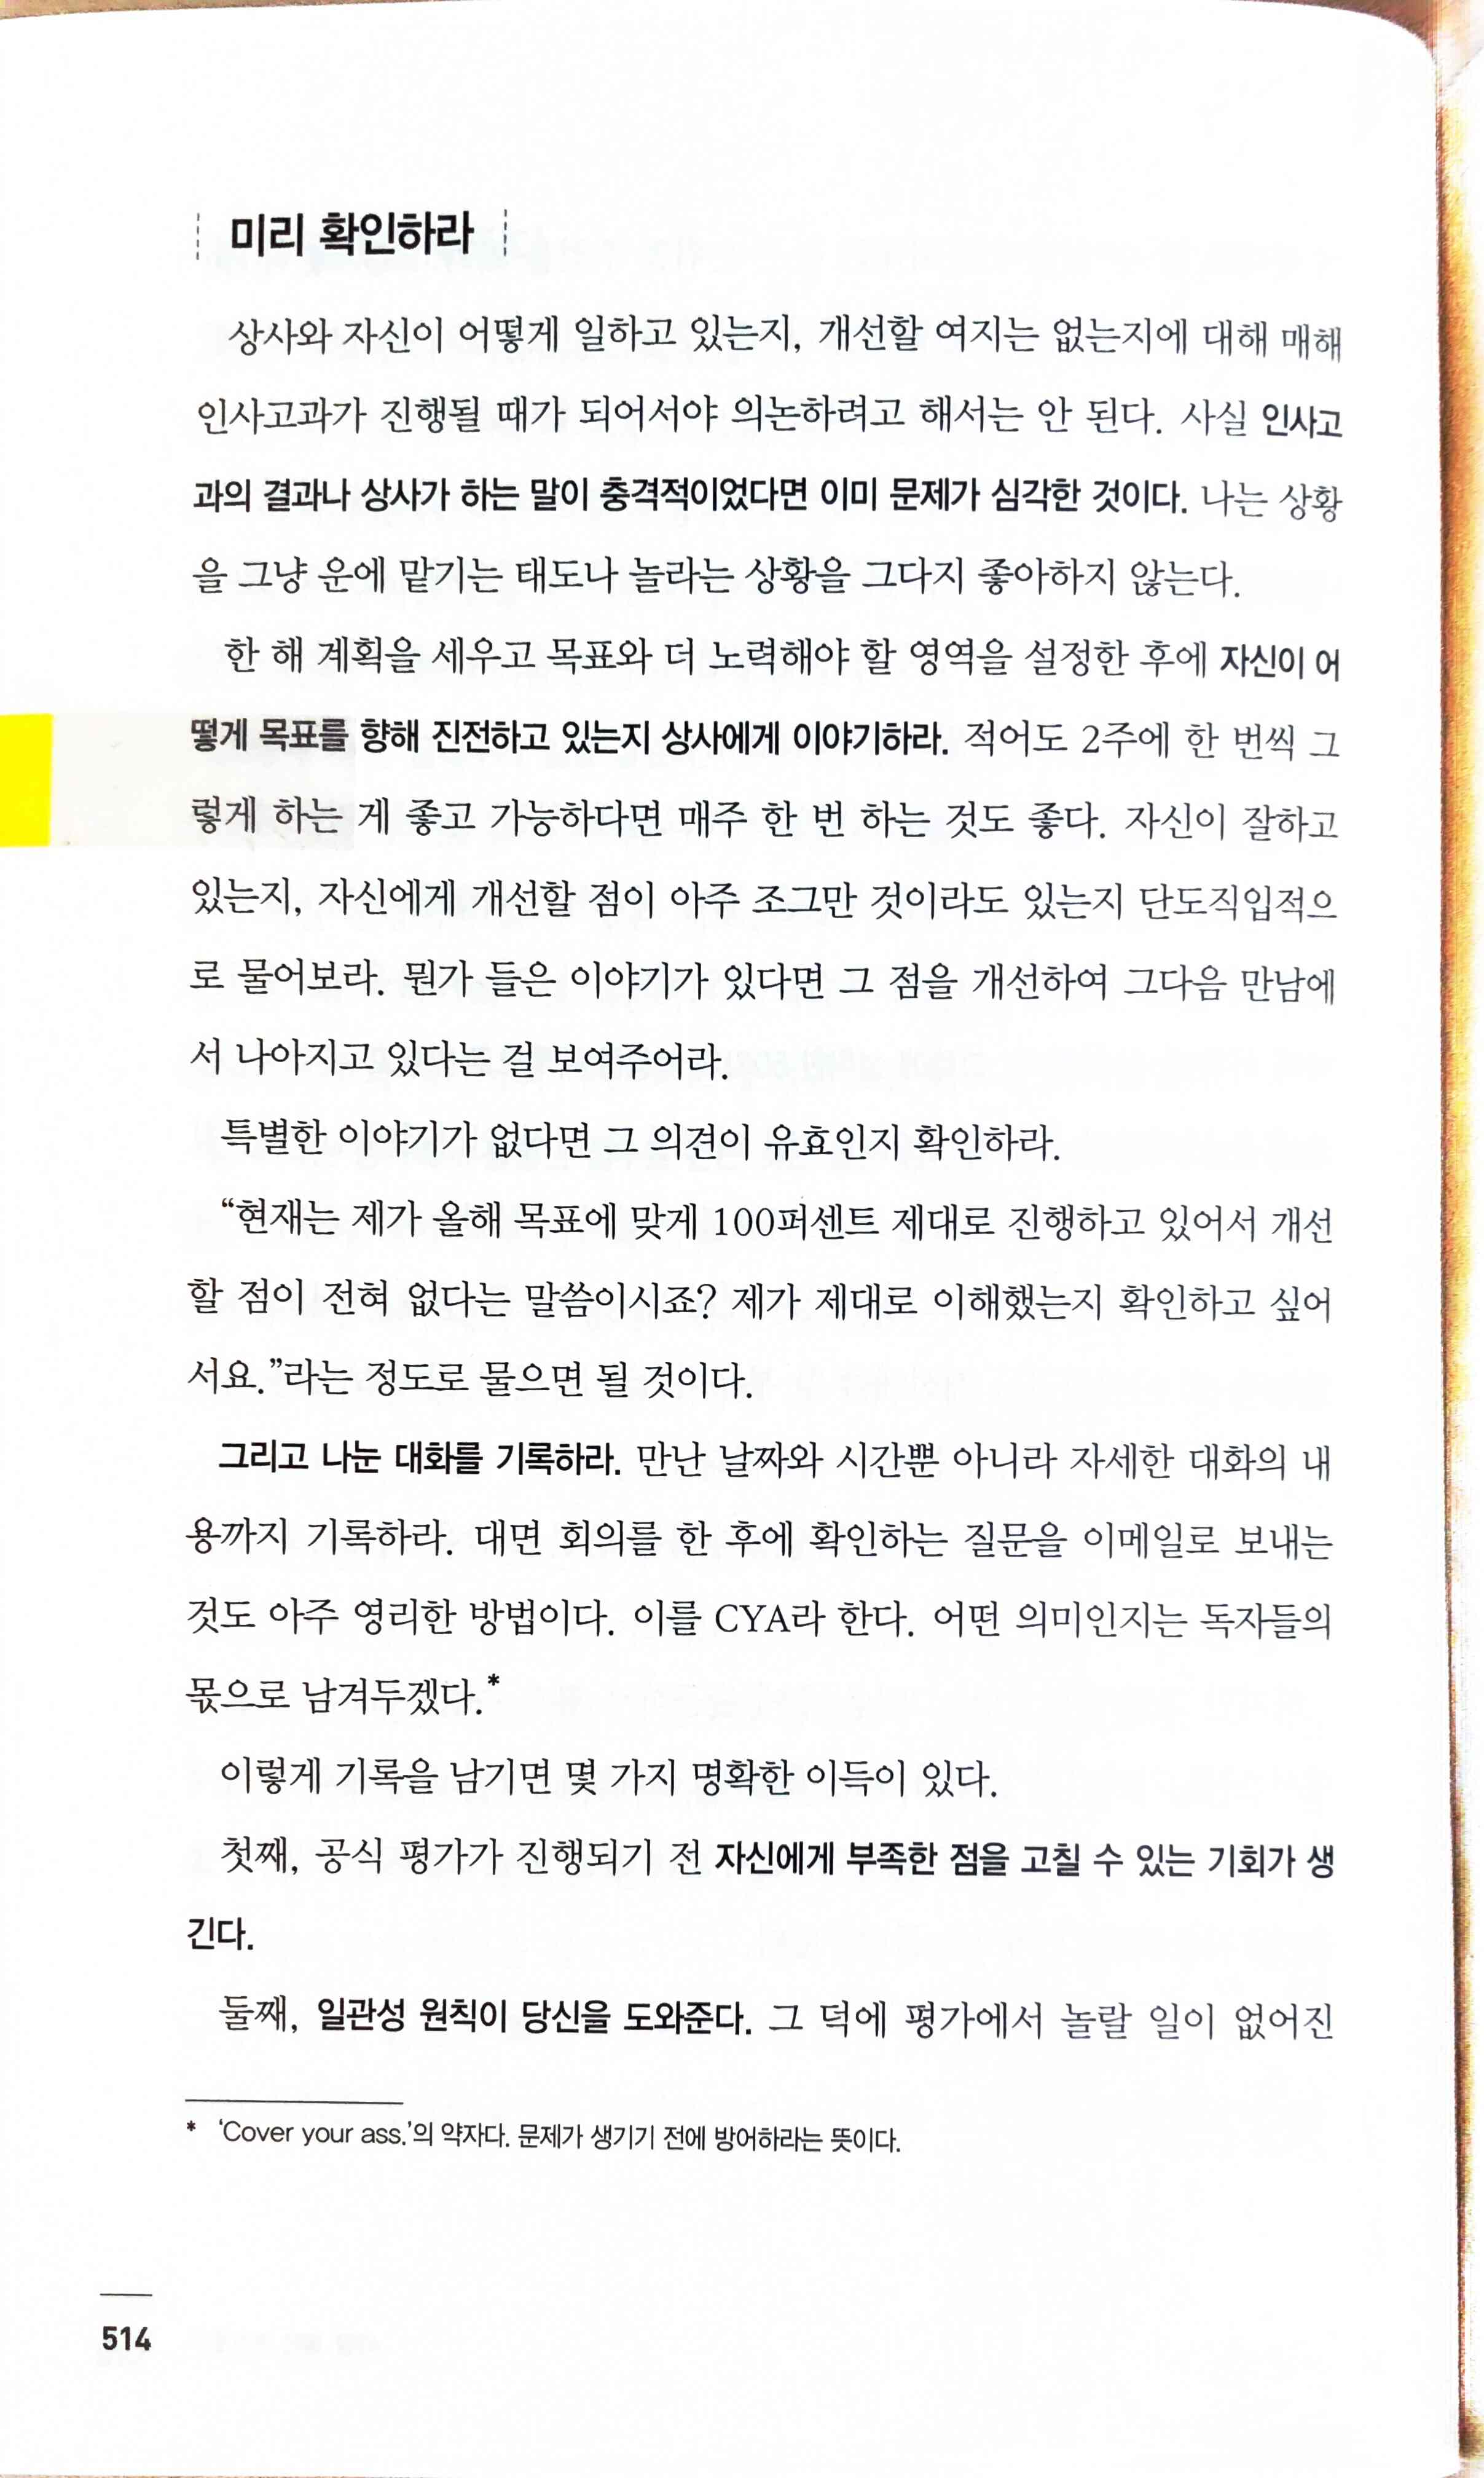 미리 확인하라
상사와 자신이 어떻게 일하고 있는지, 개선할 여지는 없는지에 대해 매해
인사고과가 진행될 때가 되어서야 의논하려고 해서는 안 된다. 사실 인사고
과의 결과나 상사가 하는 말이 충격적이었다면 이미 문제가 심각한 것이다. 나는 상황
을 그냥 운에 맡기는 태도나 놀라는 상황을 그다지 좋아하지 않는다.
한 해 계획을 세우고 목표와 더 노력해야 할 영역을 설정한 후에 자신이 어
떻게 목표를 향해 진전하고 있는지 상사에게 이야기하라. 적어도 2주에 한 번씩 그
렇게 하는 게 좋고 가능하다면 매주 한 번 하는 것도 좋다. 자신이 잘하고
있는지, 자신에게 개선할 점이 아주 조그만 것이라도 있는지 단도직입적으
로 물어보라. 뭔가 들은 이야기가 있다면 그 점을 개선하여 그다음 만남에
서 나아지고 있다는 걸 보여주어라.
특별한 이야기가 없다면 그 의견이 유효인지 확인하라.
“현재는 제가 올해 목표에 맞게 100퍼센트 제대로 진행하고 있어서 개선
할 점이 전혀 없다는 말씀이시죠? 제가 제대로 이해했는지 확인하고 싶어
서요.”라는 정도로 물으면 될 것이다.
그리고 나눈 대화를 기록하라. 만난 날짜와 시간뿐 아니라 자세한 대화의 내
용까지 기록하라. 대면 회의를 한 후에 확인하는 질문을 이메일로 보내는
것도 아주 영리한 방법이다. 이를 CYA라 한다. 어떤 의미인지는 독자들의
몫으로 남겨두겠다.*
이렇게 기록을 남기면 몇 가지 명확한 이득이 있다.
첫째, 공식 평가가 진행되기 전 자신에게 부족한 점을 고칠 수 있는 기회가 생
긴다.
둘째, 일관성 원칙이 당신을 도와준다. 그 덕에 평가에서 놀랄 일이 없어진
* ‘Cover your ass.’의 약자다. 문제가 생기기 전에 방어하라는 뜻이다.
514